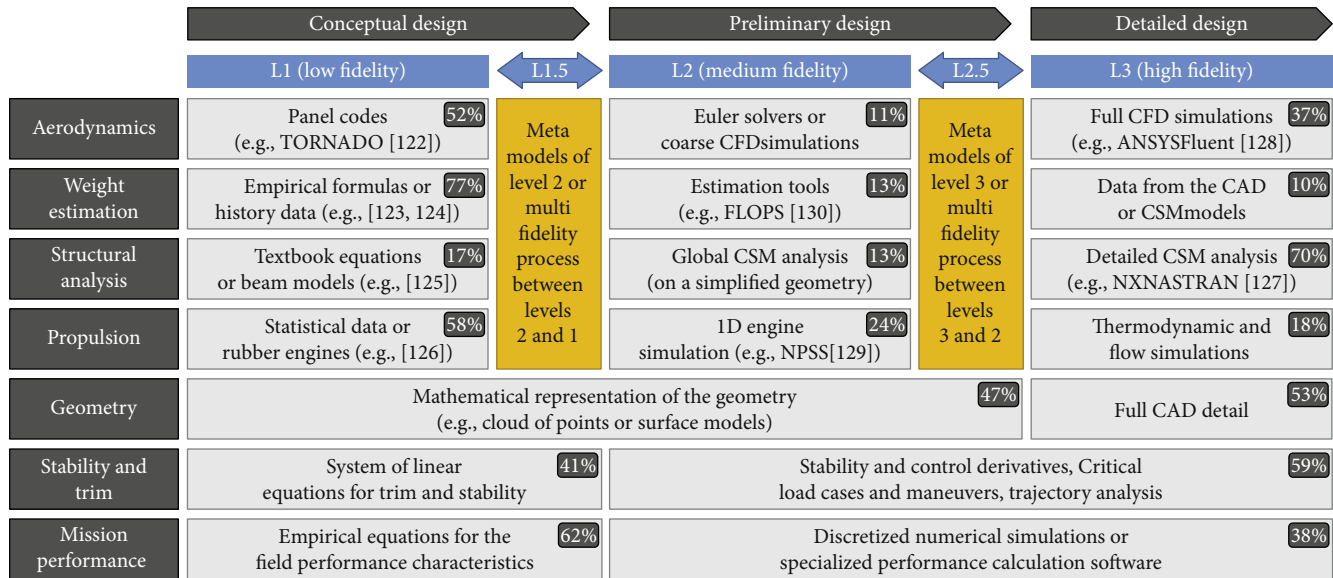 Conceptual design
Preliminary design
Detailed design
L1 (low fidelity)
L1.5
L2 (medium fidelity)
L2.5
L3 (high fidelity)
Aerodynamics
Panel codes
(e.g., TORNADO [122])
52%
Meta
models of
level 2 or
multi
fidelity
process
between
levels
2 and 1
Euler solvers or
coarse CFDsimulations
11%
Meta
models of
level 3 or
multi
fidelity
process
between
levels
3 and 2
Full CFD simulations
(e.g., ANSYSFluent [128])
37%
Weight
estimation
Empirical formulas or
history data (e.g., [123, 124])
77%
Estimation tools
(e.g., FLOPS [130])
13%
Data from the CAD
or CSMmodels
10%
Structural
analysis
Textbook equations
or beam models (e.g., [125])
17%
Global CSM analysis
(on a simplified geometry)
13%
Detailed CSM analysis
(e.g., NXNASTRAN [127])
70%
Propulsion
Statistical data or
rubber engines (e.g., [126])
58%
1D engine
simulation (e.g., NPSS[129])
24%
Thermodynamic and
flow simulations
18%
Geometry
Mathematical representation of the geometry
(e.g., cloud of points or surface models)
47%
Full CAD detail
53%
Stability and
trim
System of linear
equations for trim and stability
41%
Stability and control derivatives, Critical
load cases and maneuvers, trajectory analysis
59%
Mission
performance
Empirical equations for the
field performance characteristics
62%
Discretized numerical simulations or
specialized performance calculation software
38%